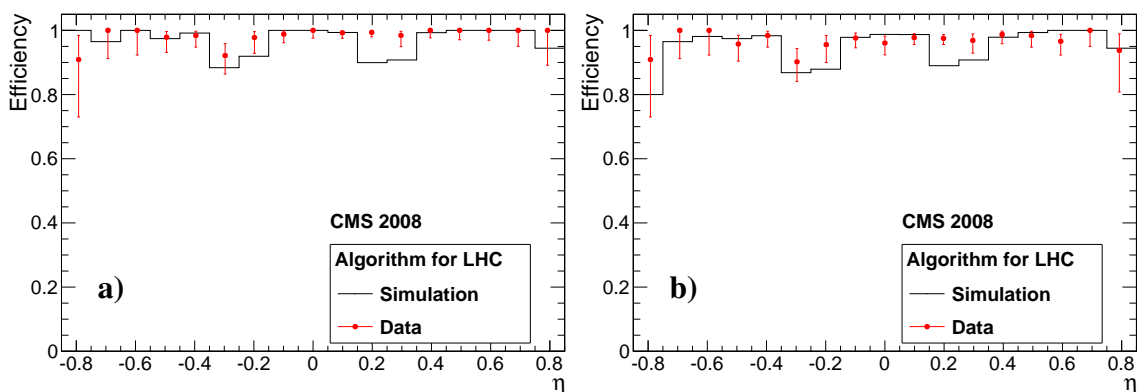 Efficiency
1
0.8
0.6
0.4
0.2
0
CMS 2008
Algorithm for LHC
Simulation
Data
a)
-0.8 -0.6 -0.4 -0.2 0 0.2 0.4 0.6 0.8
η
Efficiency
1
0.8
0.6
0.4
0.2
0
CMS 2008
Algorithm for LHC
Simulation
Data
b)
-0.8 -0.6 -0.4 -0.2 0 0.2 0.4 0.6 0.8
η